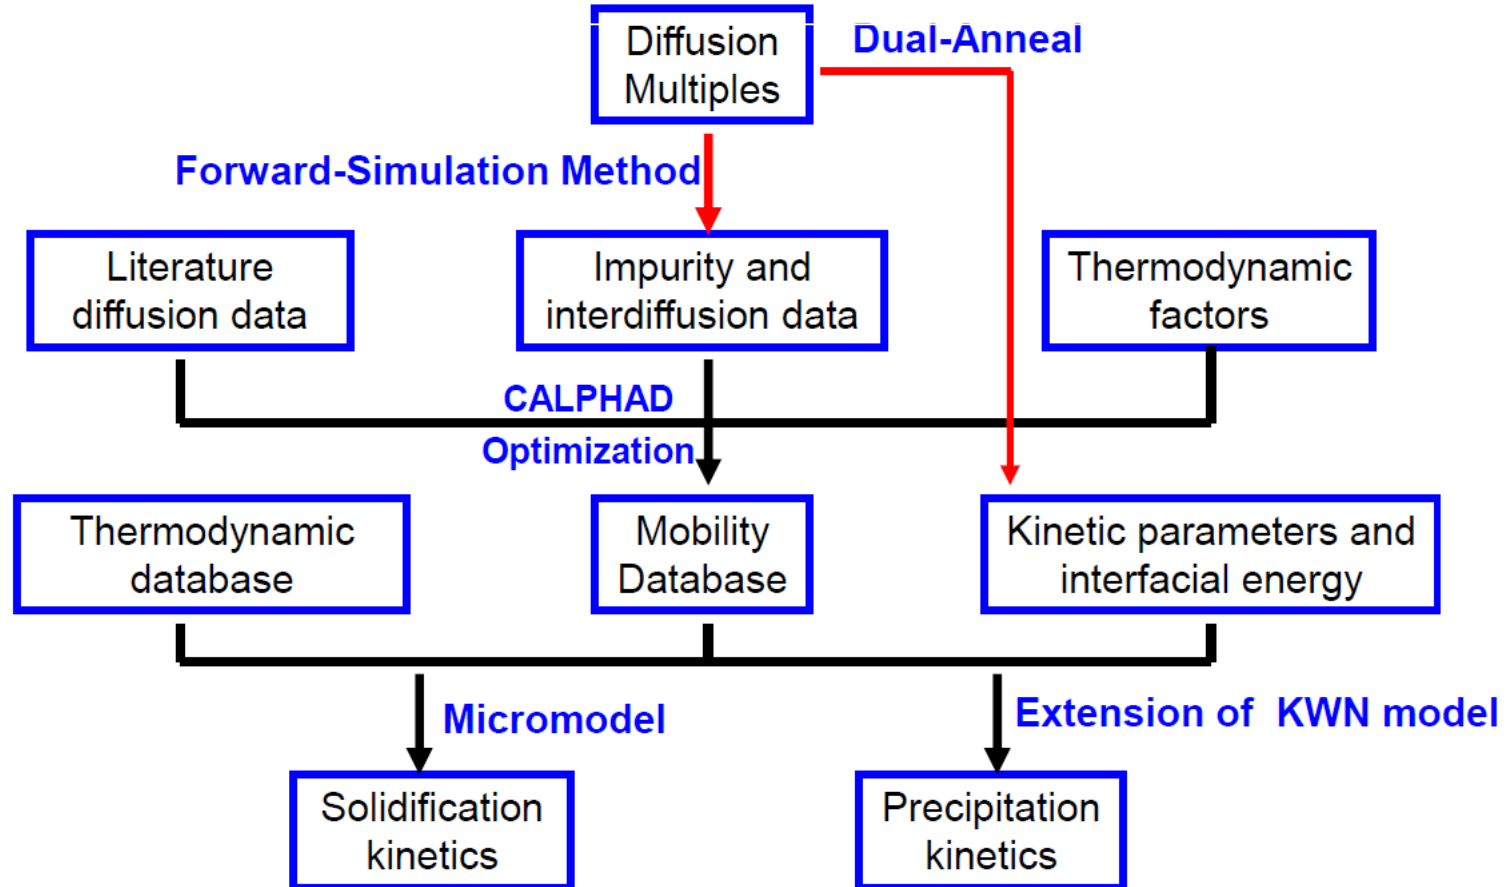 Diffusion
Multiples
Dual-Anneal
Forward-Simulation Method
Literature
diffusion data
Impurity and
interdiffusion data
Thermodynamic
factors
CALPHAD
Optimization
Thermodynamic
database
Mobility
Database
Kinetic parameters and
interfacial energy
Micromodel
Extension of  KWN model
Solidification
kinetics
Precipitation
kinetics